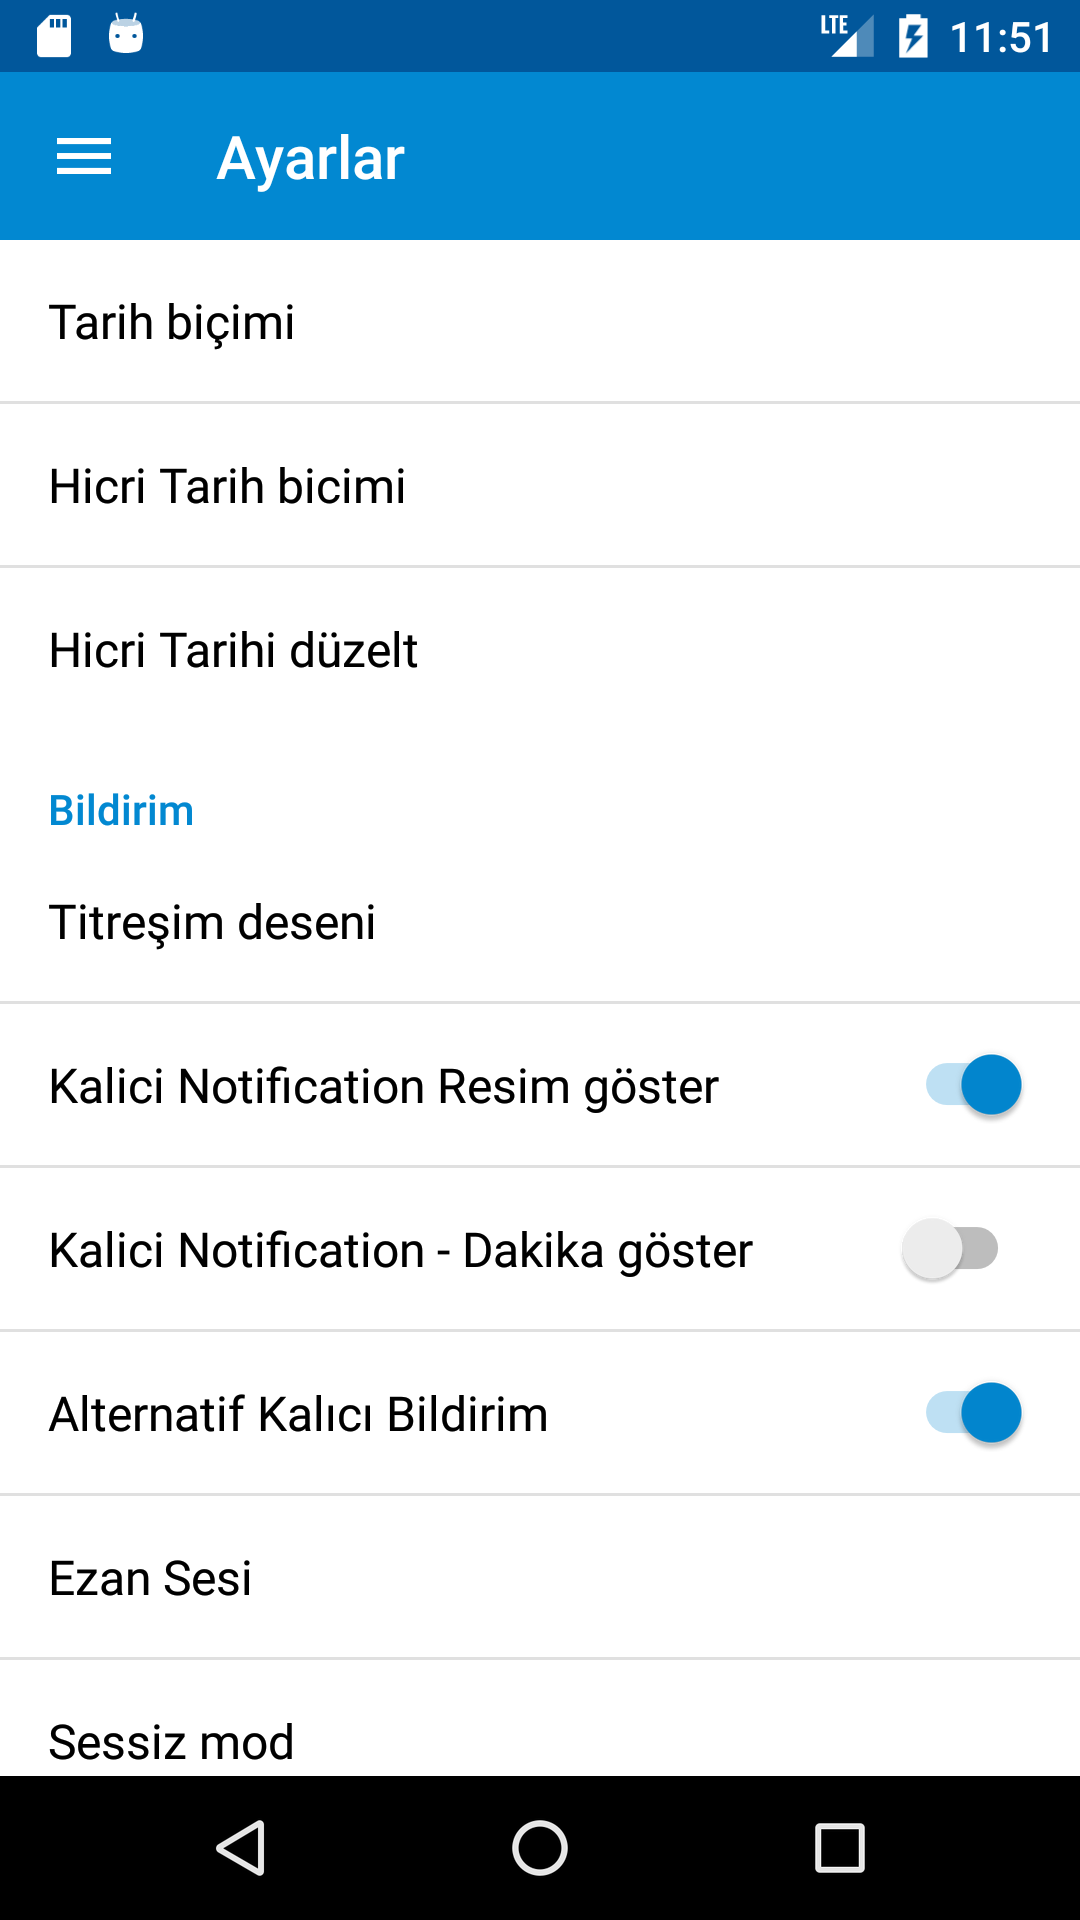 LTE 11:51
Ayarlar
Tarih biçimi
Hicri Tarih bicimi
Hicri Tarihi düzelt
Bildirim
Titreşim deseni
Kalici Notification Resim göster
Kalici Notification - Dakika göster
Alternatif Kalıcı Bildirim
Ezan Sesi
Sessiz mod